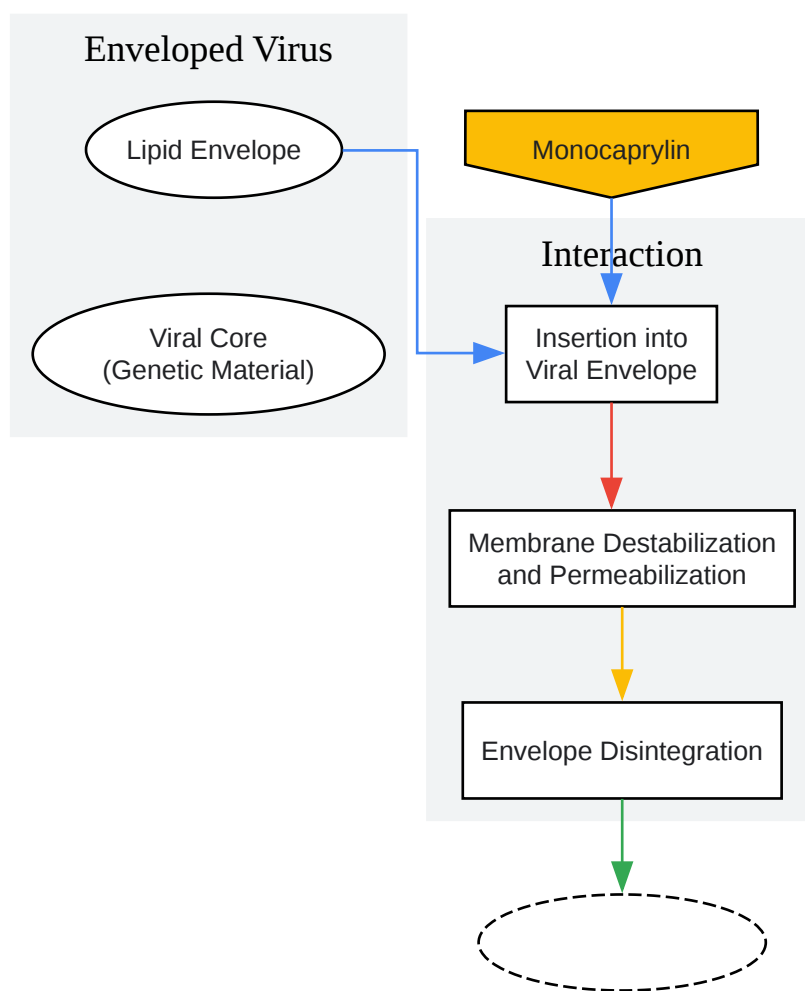 Enveloped Virus
Lipid Envelope
Monocaprylin
Interaction
Viral Core
(Genetic Material)
Insertion into
Viral Envelope
Membrane Destabilization
and Permeabilization
Envelope Disintegration